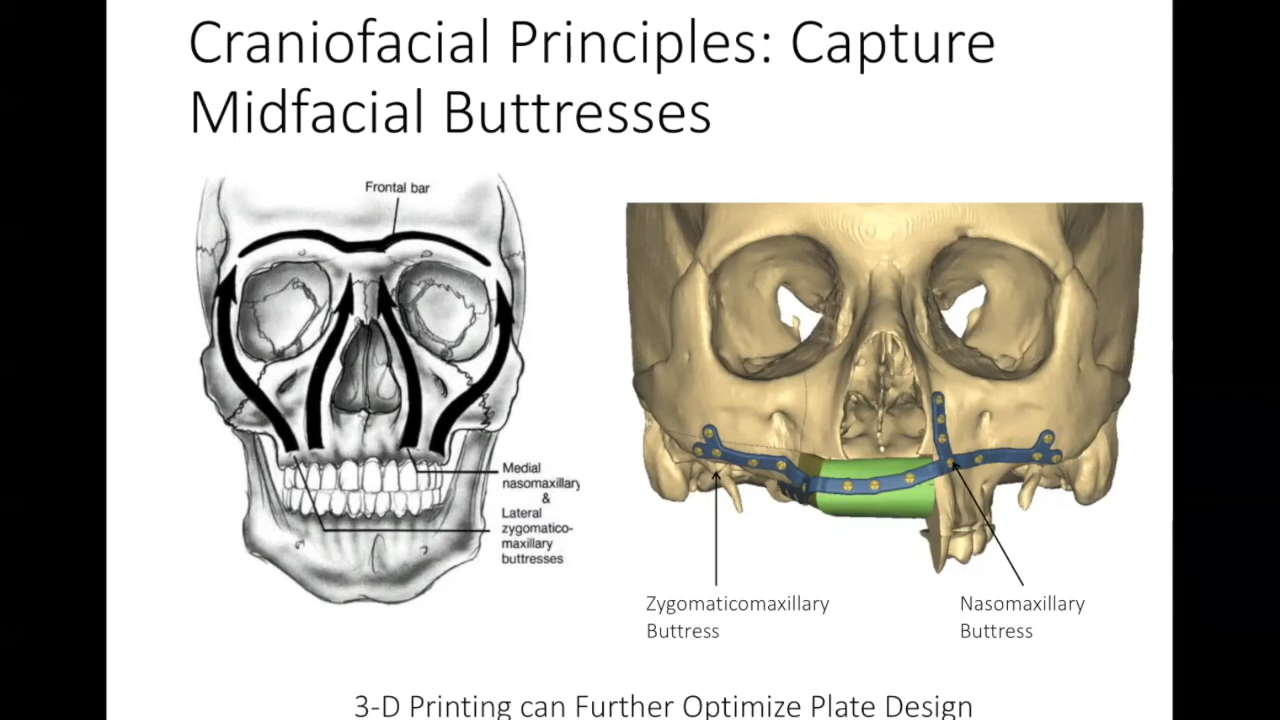 Craniofacial Principles: Capture
Midfacial Buttresses
Frontal bar
Medial
nasomaxillary
&
Lateral
zygomatico-
maxillary
buttresses
Zygomaticomaxillary
Buttress
Nasomaxillary
Buttress
3-D Printing can Further Optimize Plate Design